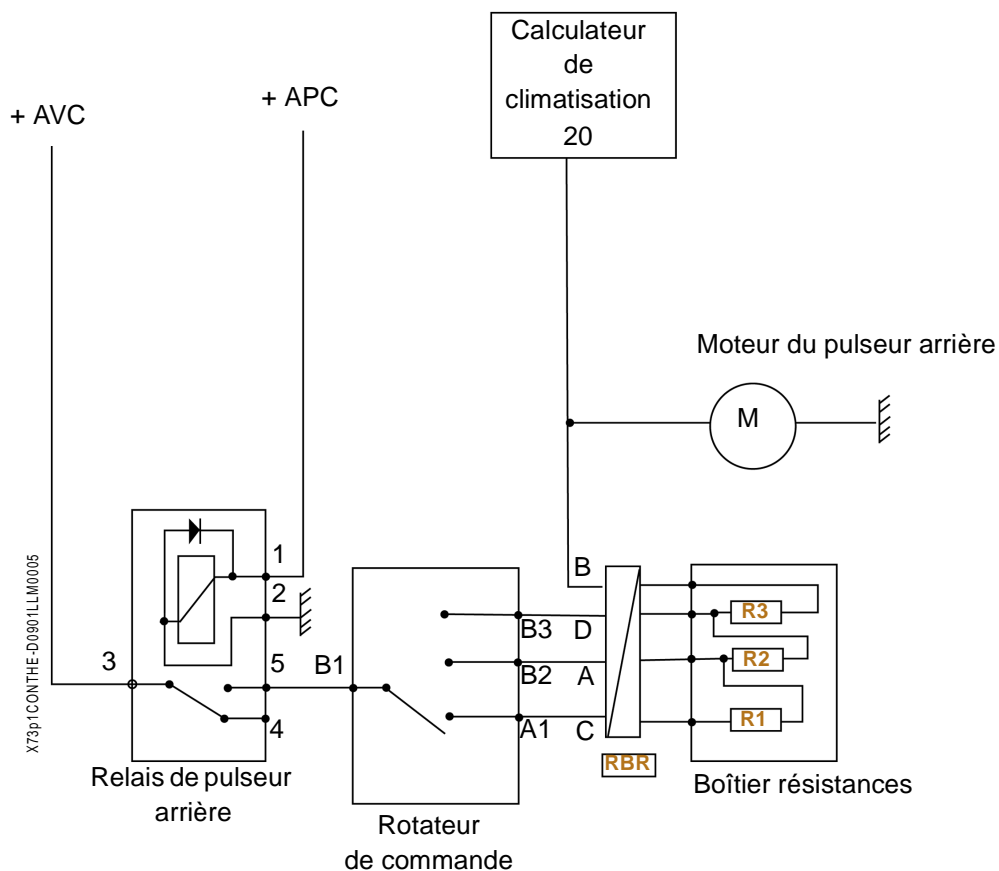 Calculateur
de
climatisation
20
+ APC
+ AVC
Moteur du pulseur arrière
M
1
2
3
5
4
B1
B3
B2
A1
B
D
A
C
R3
R2
R1
RBR
Relais de pulseur
arrière
Rotateur
de commande
Boîtier résistances
X73p1CONTHE-D0901LLM0005